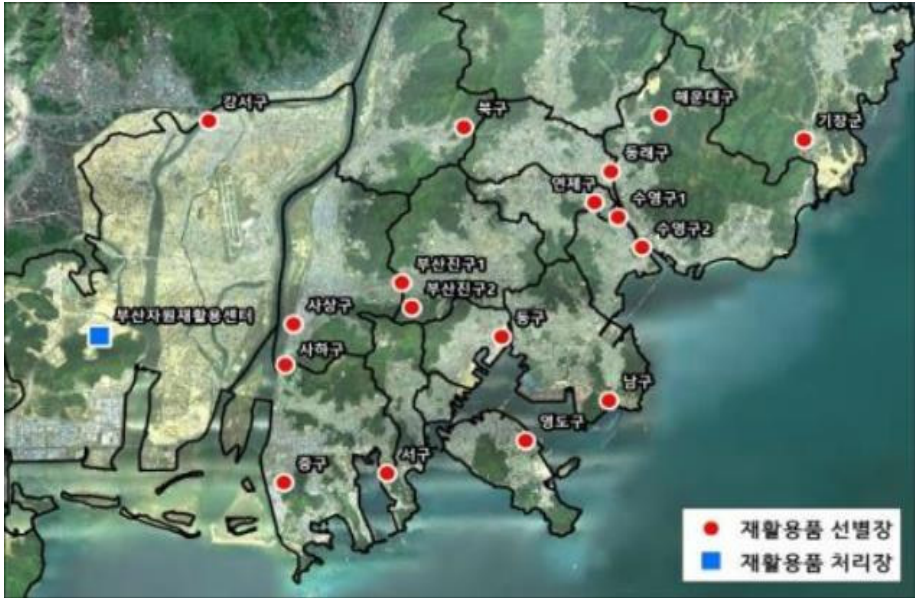 강서구
북구
해운대구
기장군
동래구
연제구
수영구1
수영구2
부산진구1
부산진구2
사상구
부산자원재활용센터
동구
사하구
남구
영도구
서구
중구
재활용품 선별장
재활용품 처리장